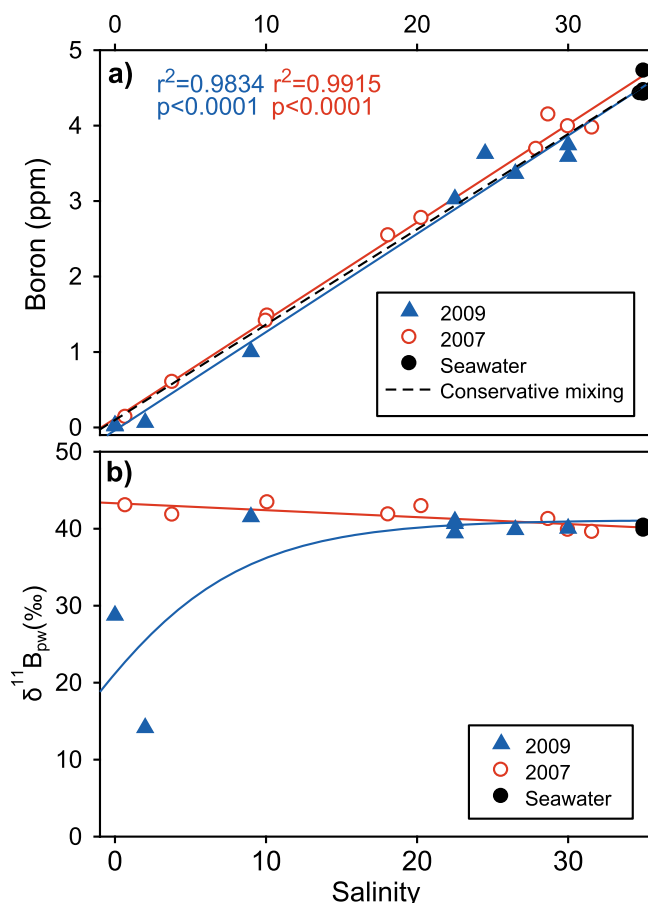 0 10 20 30
a)
r²=0.9834 r²=0.9915
p<0.0001 p<0.0001
5
4
3
2
1
0
Boron (ppm)
2009
2007
Seawater
Conservative mixing
b)
50
40
30
20
10
0
δ¹¹Bpw(‰)
2009
2007
Seawater
0 10 20 30
Salinity